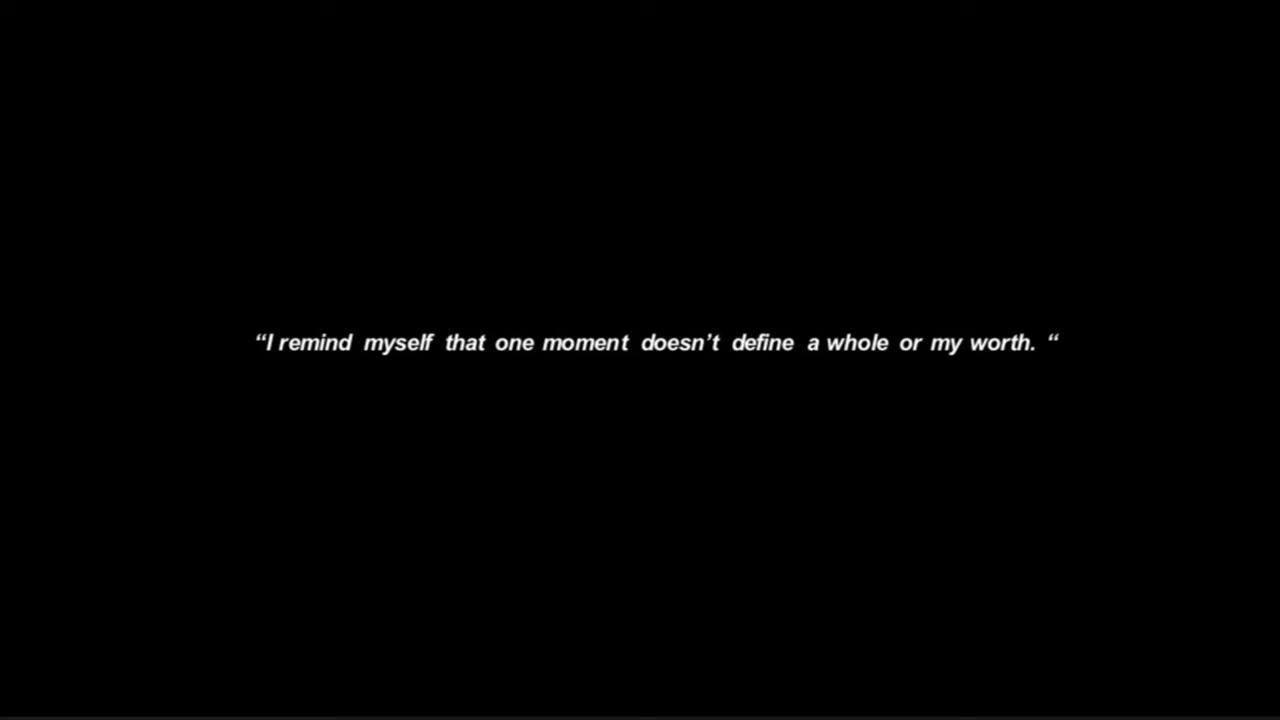 “I remind myself that one moment doesn’t define a whole or my worth. “